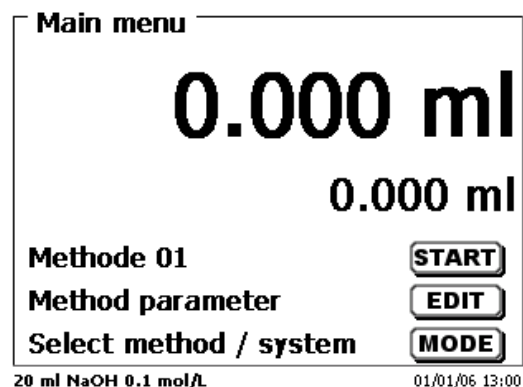 Main menu
0.000 ml
0.000 ml
Methode 01 START
Method parameter EDIT
Select method / system MODE
20 ml NaOH 0.1 mol/L 01/01/06 13:00